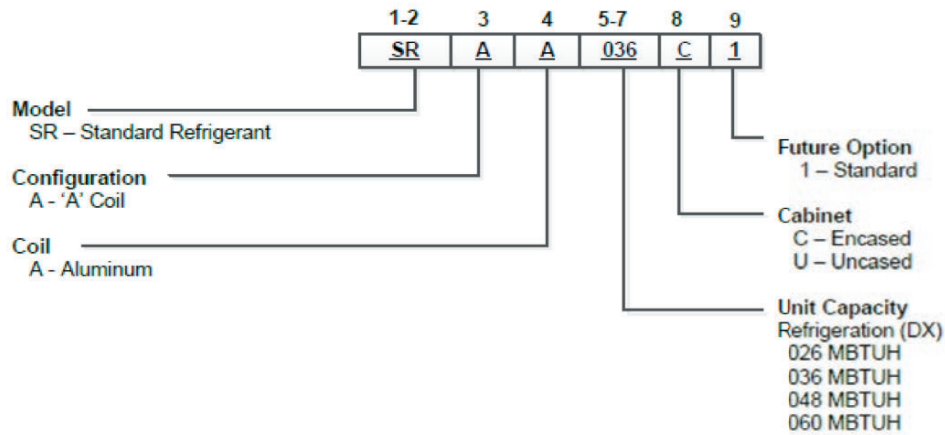 1-2 3 4 5-7 8 9
SR A A 036 C 1
Model
SR – Standard Refrigerant
Configuration
A - ‘A’ Coil
Coil
A - Aluminum
Future Option
1 – Standard
Cabinet
C – Encased
U – Uncased
Unit Capacity
Refrigeration (DX)
026 MBTUH
036 MBTUH
048 MBTUH
060 MBTUH